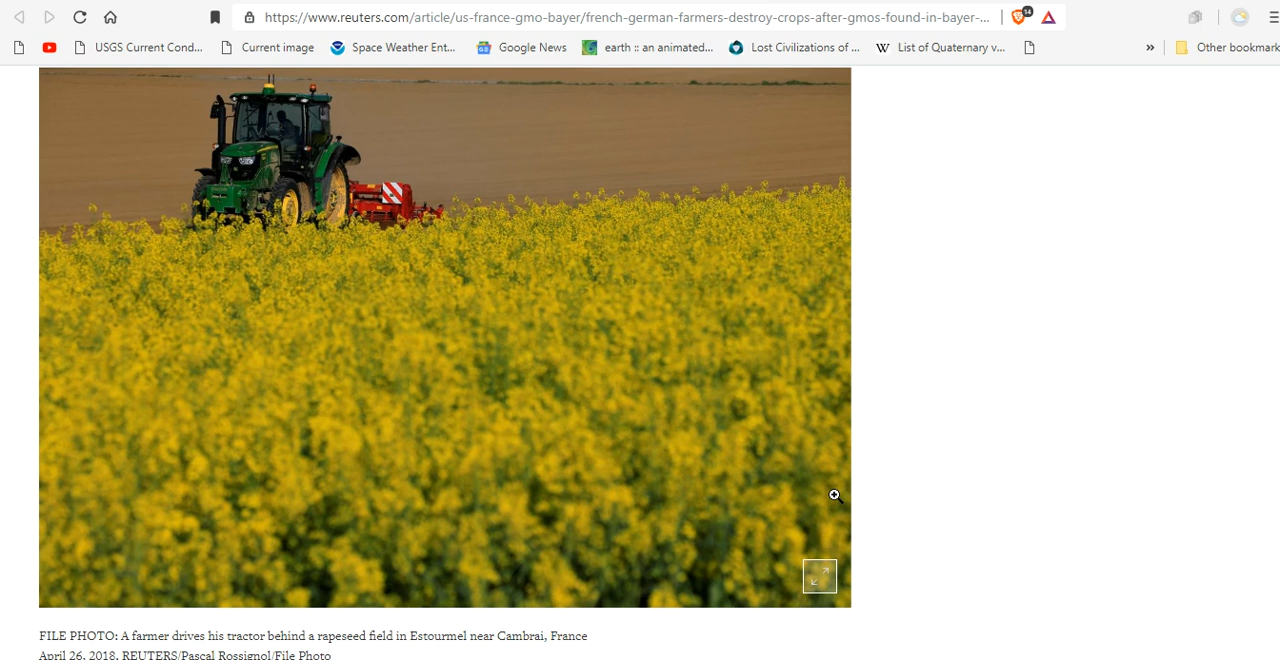 14
https://www.reuters.com/article/us-france-gmo-bayer/french-german-farmers-destroy-crops-after-gmos-found-in-bayer-...
USGS Current Cond... Current image Space Weather Ent... Google News earth :: an animated... Lost Civilizations of ... W List of Quaternary v... » Other bookmark
FILE PHOTO: A farmer drives his tractor behind a rapeseed field in Estourmel near Cambrai, France
April 26, 2018. REUTERS/Pascal Rossignol/File Photo